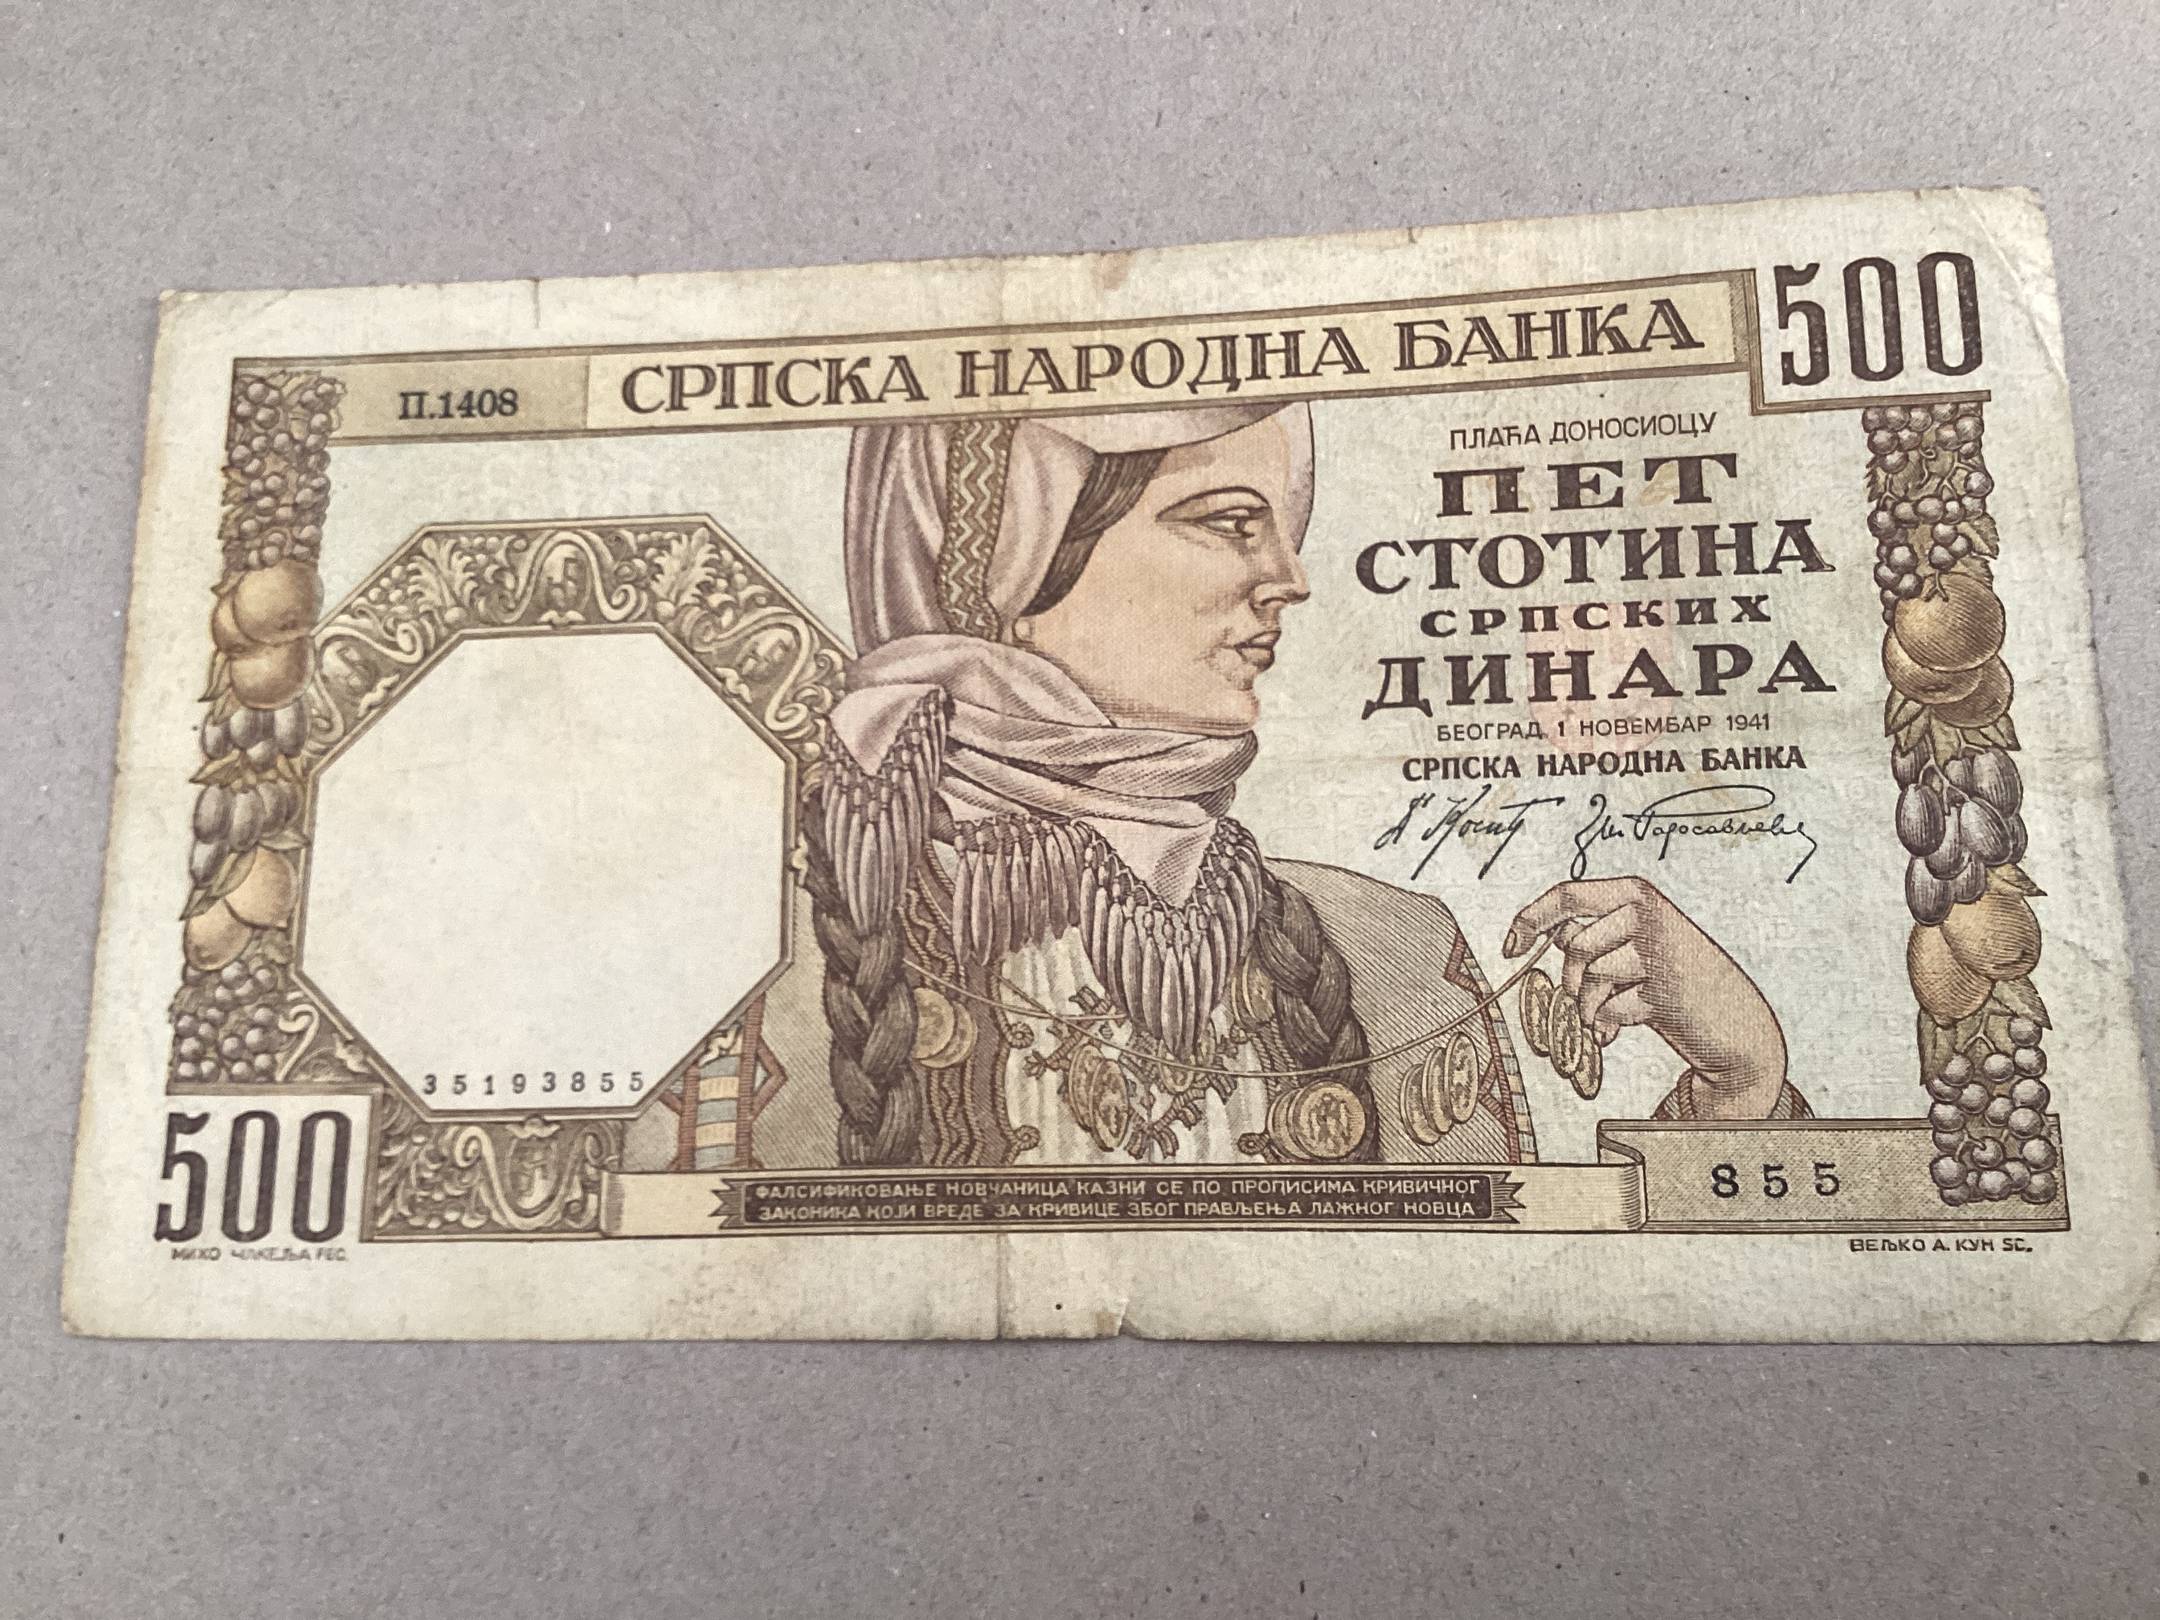 500
П.1408
СРПСКА НАРОДНА БАНКА
ПЛАЋА ДОНОСИОЦУ
ПЕТ
СТОТИНА
СРПСКИХ
ДИНАРА
БЕОГРАД, 1 НОВЕМБАР 1941
СРПСКА НАРОДНА БАНКА
35193855
500
855
ФАЛСИФИКОВАЊЕ НОВЧАНИЦА КАЗНИ СЕ ПО ПРОПИСИМА КРИВИЧНОГ
ЗАКОНИКА КОЈИ ВРЕДЕ ЗА КРИВИЦЕ ЗБОГ ПРАВЉЕЊА ЛАЖНОГ НОВЦА
ВЕЉКО А. КУН SC.